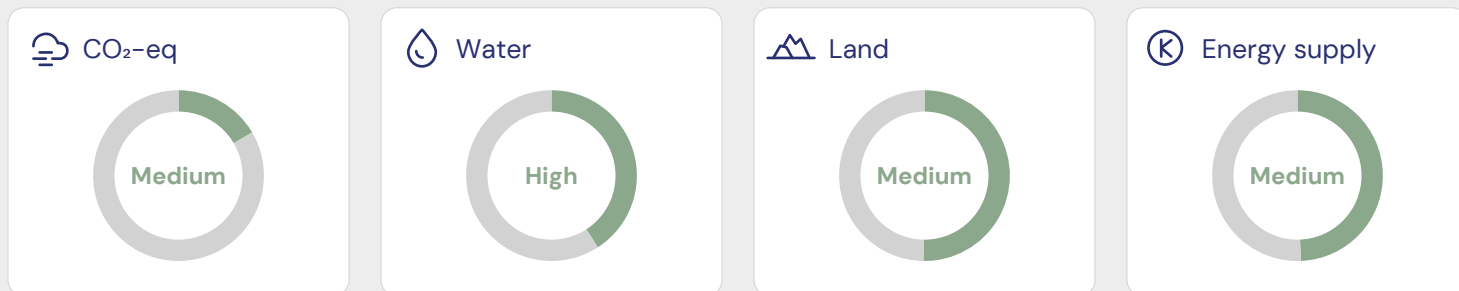 CO₂-eq
Medium
Water
High
Land
Medium
Energy supply
Medium